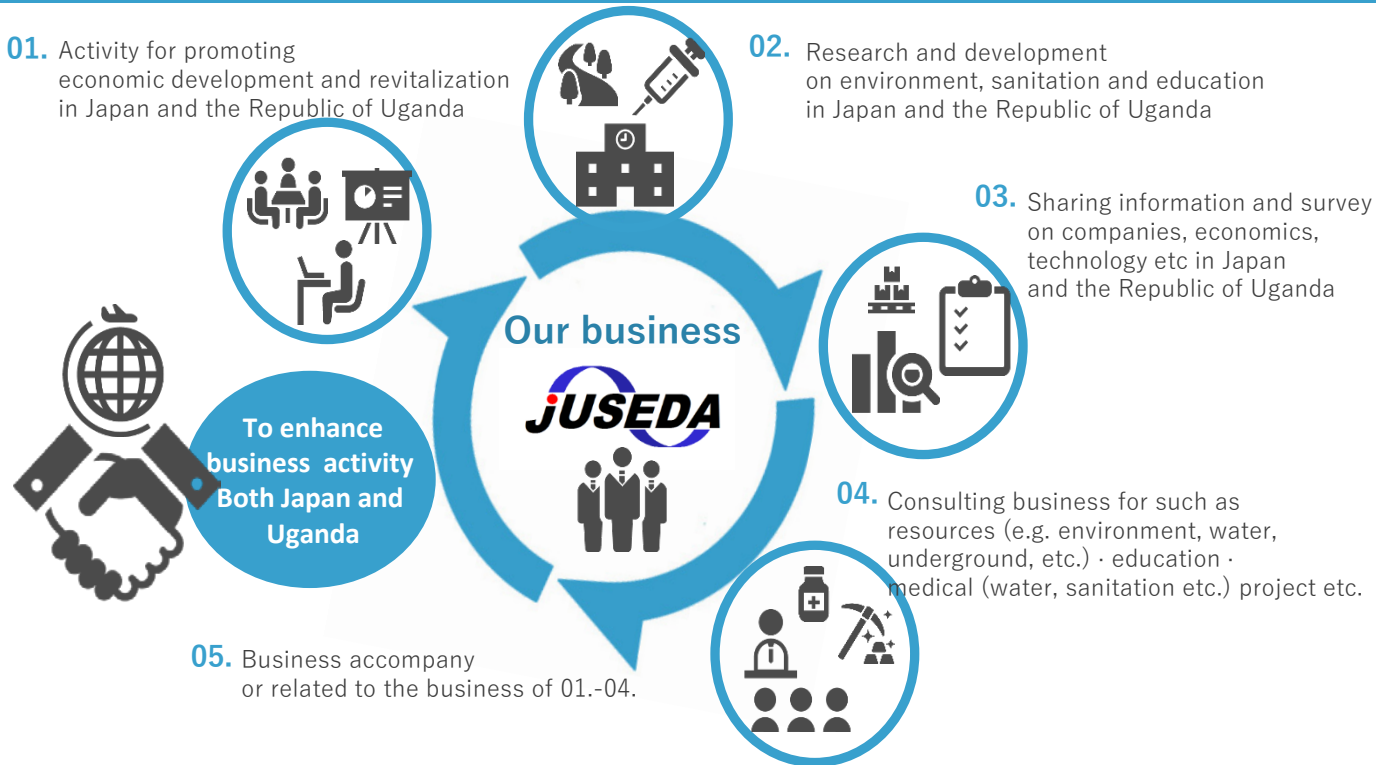 01. Activity for promoting
economic development and revitalization
in Japan and the Republic of Uganda
02. Research and development
on environment, sanitation and education
in Japan and the Republic of Uganda
03. Sharing information and survey
on companies, economics,
technology etc in Japan
and the Republic of Uganda
Our business
jUSEDA
To enhance
business activity
Both Japan and
Uganda
04. Consulting business for such as
resources (e.g. environment, water,
underground, etc.) · education ·
medical (water, sanitation etc.) project etc.
05. Business accompany
or related to the business of 01.-04.